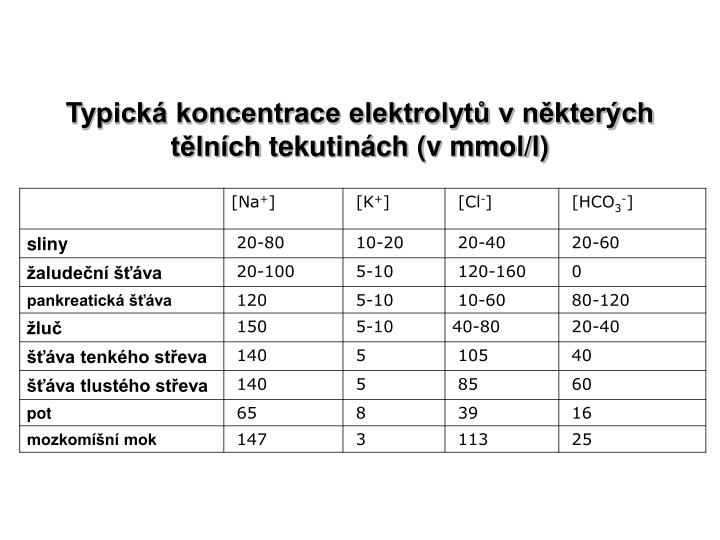 Typická koncentrace elektrolytů v některých
tělních tekutinách (v mmol/l)
[Na⁺] [K⁺] [Cl⁻] [HCO₃⁻]
sliny 20-80 10-20 20-40 20-60
žaludeční šťáva 20-100 5-10 120-160 0
pankreatická šťáva 120 5-10 10-60 80-120
žluč 150 5-10 40-80 20-40
šťáva tenkého střeva 140 5 105 40
šťáva tlustého střeva 140 5 85 60
pot 65 8 39 16
mozkomíšní mok 147 3 113 25